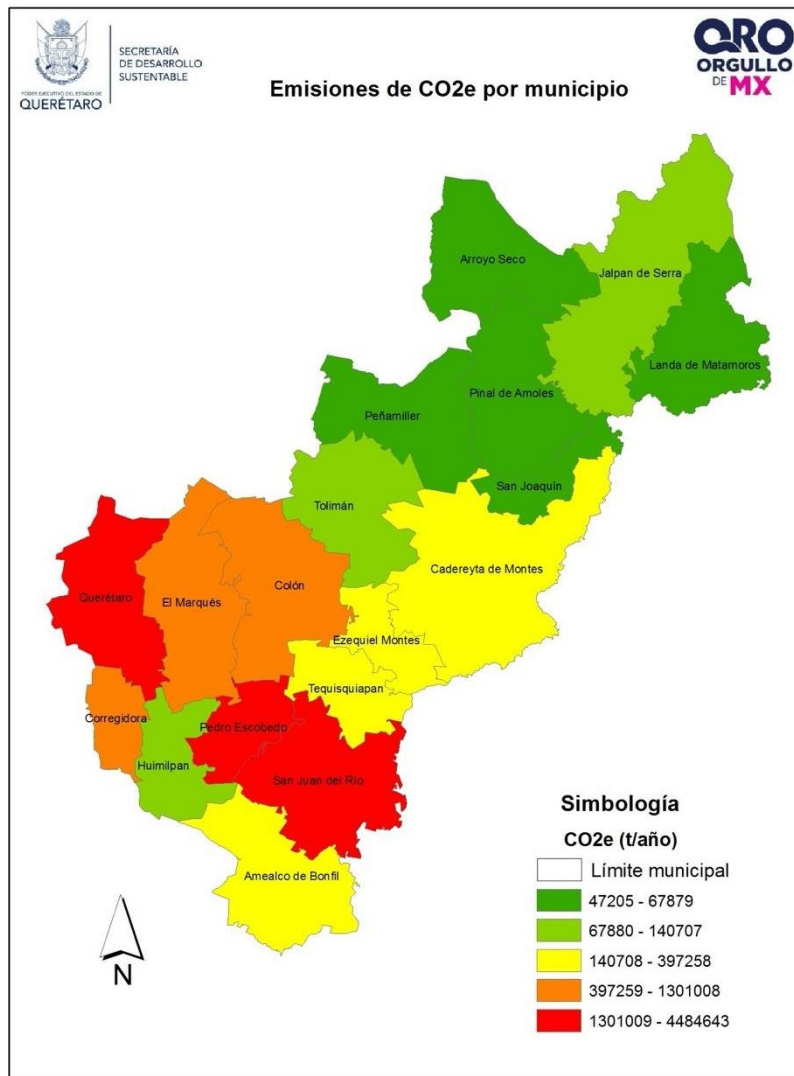 SECRETARÍA
DE DESARROLLO
SUSTENTABLE
PODER EJECUTIVO DEL ESTADO DE
QUERÉTARO
QRO
ORGULLO
DE MX
Emisiones de CO2e por municipio
Arroyo Seco
Jalpan de Serra
Landa de Matamoros
Pinal de Amoles
Peñamiller
San Joaquín
Tolimán
Cadereyta de Montes
Colón
Querétaro
El Marqués
Ezequiel Montes
Tequisquiapan
Corregidora
Pedro Escobedo
Huimilpan
San Juan del Río
Amealco de Bonfil
N
Simbología
CO2e (t/año)
Límite municipal
47205 - 67879
67880 - 140707
140708 - 397258
397259 - 1301008
1301009 - 4484643